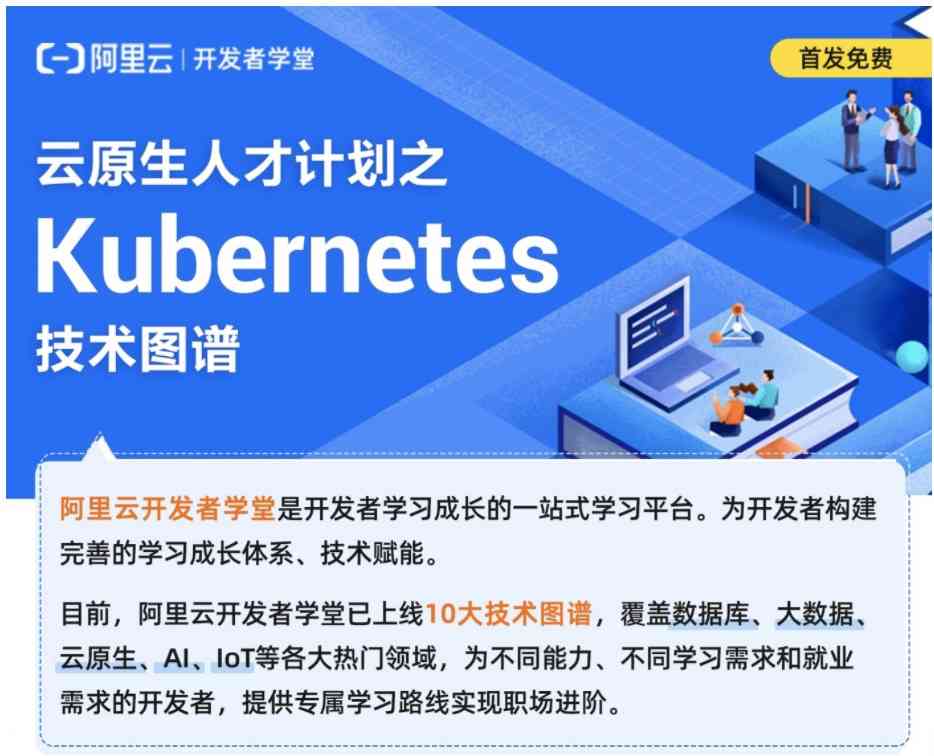 阿里云 | 开发者学堂
首发免费
云原生人才计划之
Kubernetes
技术图谱
阿里云开发者学堂是开发者学习成长的一站式学习平台。为开发者构建
完善的学习成长体系、技术赋能。
目前，阿里云开发者学堂已上线10大技术图谱，覆盖数据库、大数据、
云原生、AI、IoT等各大热门领域，为不同能力、不同学习需求和就业
需求的开发者，提供专属学习路线实现职场进阶。